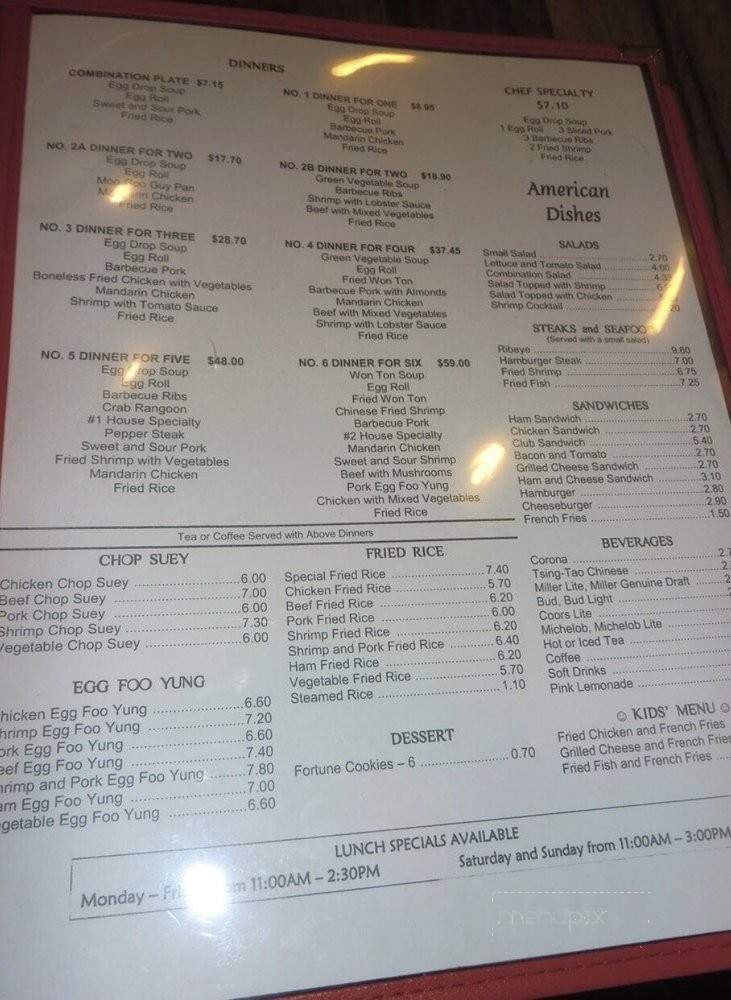 DINNERS
COMBINATION PLATE $7.15
Egg Drop Soup
Egg Roll
Sweet and Sour Pork
Fried Rice
NO. 1 DINNER FOR ONE $8.95
Egg Drop Soup
Egg Roll
Barbecue Pork
Mandarin Chicken
Fried Rice
CHEF SPECIALTY
$7.10
Egg Drop Soup
1 Egg Roll 3 Sliced Pork
3 Barbecue Ribs
2 Fried Shrimp
Fried Rice
NO. 2A DINNER FOR TWO $17.70
Egg Drop Soup
Egg Roll
Moo Goo Guy Pan
Chicken
Fried Rice
NO. 2B DINNER FOR TWO $18.90
Green Vegetable Soup
Barbecue Ribs
Shrimp with Lobster Sauce
Beef with Mixed Vegetables
Fried Rice
NO. 3 DINNER FOR THREE $28.70
Egg Drop Soup
Egg Roll
Barbecue Pork
Boneless Fried Chicken with Vegetables
Mandarin Chicken
Shrimp with Tomato Sauce
Fried Rice
NO. 4 DINNER FOR FOUR $37.45
Green Vegetable Soup
Egg Roll
Fried Won Ton
Barbecue Pork with Almonds
Mandarin Chicken
Beef with Mixed Vegetables
Shrimp with Lobster Sauce
Fried Rice
NO. 5 DINNER FOR FIVE $48.00
Egg Drop Soup
Egg Roll
Barbecue Ribs
Crab Rangoon
#1 House Specialty
Pepper Steak
Sweet and Sour Pork
Fried Shrimp with Vegetables
Mandarin Chicken
Fried Rice
NO. 6 DINNER FOR SIX $59.00
Won Ton Soup
Egg Roll
Fried Won Ton
Chinese Fried Shrimp
Barbecue Pork
#2 House Specialty
Mandarin Chicken
Sweet and Sour Shrimp
Beef with Mushrooms
Pork Egg Foo Yung
Chicken with Mixed Vegetables
Fried Rice
Tea or Coffee Served with Above Dinners
American
Dishes
SALADS
Small Salad 2.70
Lettuce and Tomato Salad 4.00
Combination Salad
Salad Topped with Shrimp
Salad Topped with Chicken
Shrimp Cocktail
STEAKS and SEAFOOD
(Served with a small salad)
Ribeye 9.60
Hamburger Steak 7.00
Fried Shrimp 6.75
Fried Fish 7.25
SANDWICHES
Ham Sandwich 2.70
Chicken Sandwich 2.70
Club Sandwich 5.40
Bacon and Tomato 2.70
Grilled Cheese Sandwich 2.70
Ham and Cheese Sandwich 3.10
Hamburger 2.80
Cheeseburger 2.90
French Fries 1.50
BEVERAGES
Corona
Tsing-Tao Chinese
Miller Lite, Miller Genuine Draft
Bud, Bud Light
Coors Lite
Michelob, Michelob Lite
Hot or Iced Tea
Coffee
Soft Drinks
Pink Lemonade
☺ KIDS' MENU ☺
Fried Chicken and French Fries
Grilled Cheese and French Fries
Fried Fish and French Fries
CHOP SUEY
Chicken Chop Suey 6.00
Beef Chop Suey 7.00
Pork Chop Suey 6.00
Shrimp Chop Suey 7.30
Vegetable Chop Suey 6.00
EGG FOO YUNG
hicken Egg Foo Yung 6.60
hrimp Egg Foo Yung 7.20
ork Egg Foo Yung 6.60
eef Egg Foo Yung 7.40
hrimp and Pork Egg Foo Yung 7.80
am Egg Foo Yung 7.00
getable Egg Foo Yung 6.60
FRIED RICE
Special Fried Rice 7.40
Chicken Fried Rice 5.70
Beef Fried Rice 6.20
Pork Fried Rice 6.00
Shrimp Fried Rice 6.20
Shrimp and Pork Fried Rice 6.40
Ham Fried Rice 6.20
Vegetable Fried Rice 5.70
Steamed Rice 1.10
DESSERT
Fortune Cookies – 6 0.70
LUNCH SPECIALS AVAILABLE
Monday – Fri from 11:00AM – 2:30PM
Saturday and Sunday from 11:00AM – 3:00PM
menupix